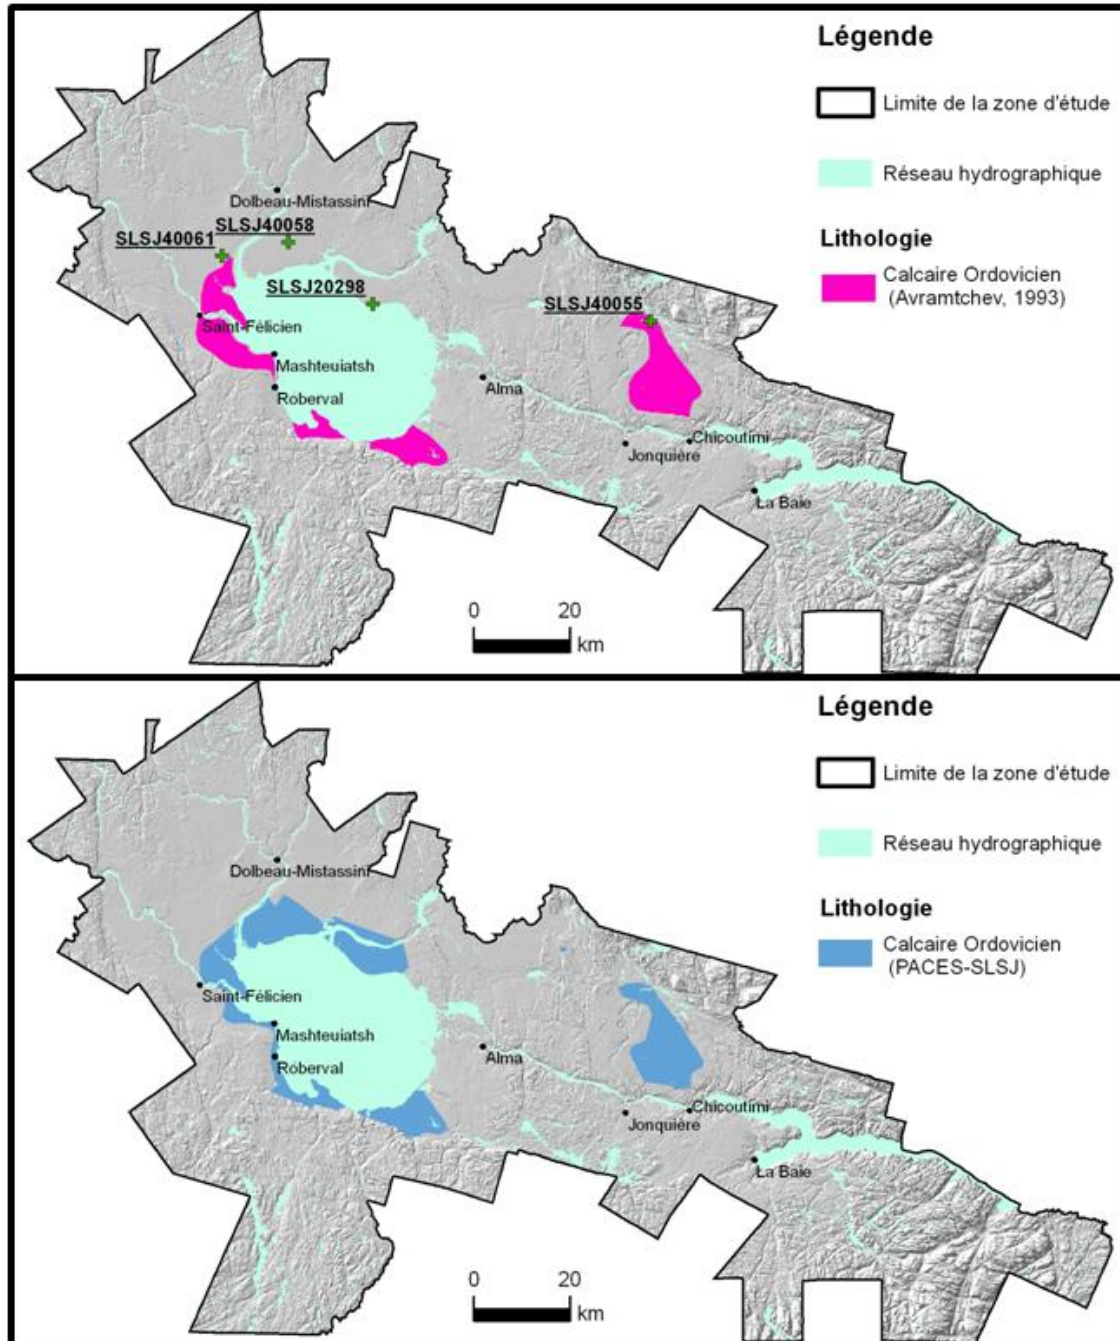 Légende
Limite de la zone d'étude
Réseau hydrographique
Lithologie
Calcaire Ordovicien
(Avramtchev, 1993)
Dolbeau-Mistassini
SLSJ40058
SLSJ40061
SLSJ20298
SLSJ40055
Saint-Félicien
Mashteuiatsh
Roberval
Alma
Chicoutimi
Jonquière
La Baie
0 20
km
Légende
Limite de la zone d'étude
Réseau hydrographique
Lithologie
Calcaire Ordovicien
(PACES-SLSJ)
Dolbeau-Mistassini
Saint-Félicien
Mashteuiatsh
Roberval
Alma
Chicoutimi
Jonquière
La Baie
0 20
km